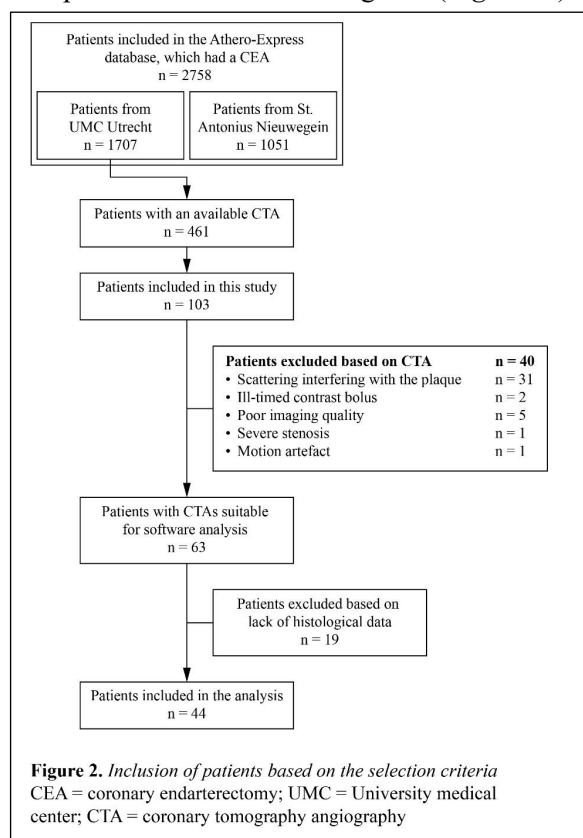 Patients included in the Athero-Express
database, which had a CEA
n = 2758
Patients from
UMC Utrecht
n = 1707
Patients from St.
Antonius Nieuwegein
n = 1051
Patients with an available CTA
n = 461
Patients included in this study
n = 103
Patients excluded based on CTA n = 40
• Scattering interfering with the plaque n = 31
• Ill-timed contrast bolus n = 2
• Poor imaging quality n = 5
• Severe stenosis n = 1
• Motion artefact n = 1
Patients with CTAs suitable
for software analysis
n = 63
Patients excluded based on
lack of histological data
n = 19
Patients included in the analysis
n = 44
Figure 2. Inclusion of patients based on the selection criteria
CEA = coronary endarterectomy; UMC = University medical
center; CTA = coronary tomography angiography